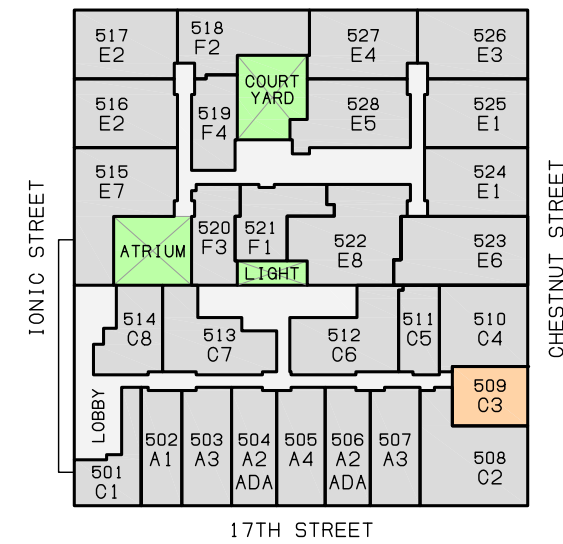 517
E2
518
F2
527
E4
526
E3
COURT
YARD
516
E2
519
F4
528
E5
525
E1
515
E7
524
E1
ATRIUM
520
F3
521
F1
522
E8
523
E6
LIGHT
IONIC STREET
CHESTNUT STREET
514
C8
513
C7
512
C6
511
C5
510
C4
509
C3
LOBBY
501
C1
502
A1
503
A3
504
A2
ADA
505
A4
506
A2
ADA
507
A3
508
C2
17TH STREET